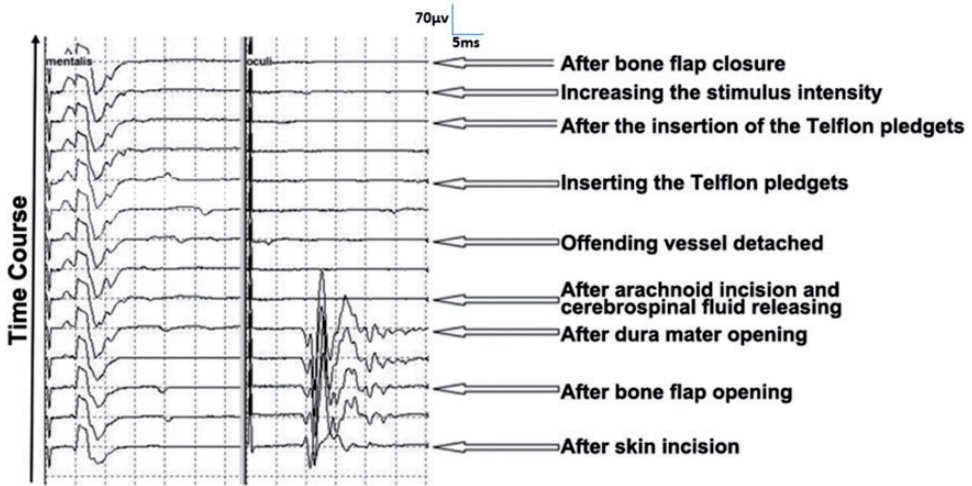 70µv
5ms
mentalis
oculi
After bone flap closure
Increasing the stimulus intensity
After the insertion of the Telflon pledgets
Inserting the Telflon pledgets
Offending vessel detached
After arachnoid incision and
cerebrospinal fluid releasing
After dura mater opening
After bone flap opening
After skin incision
Time Course